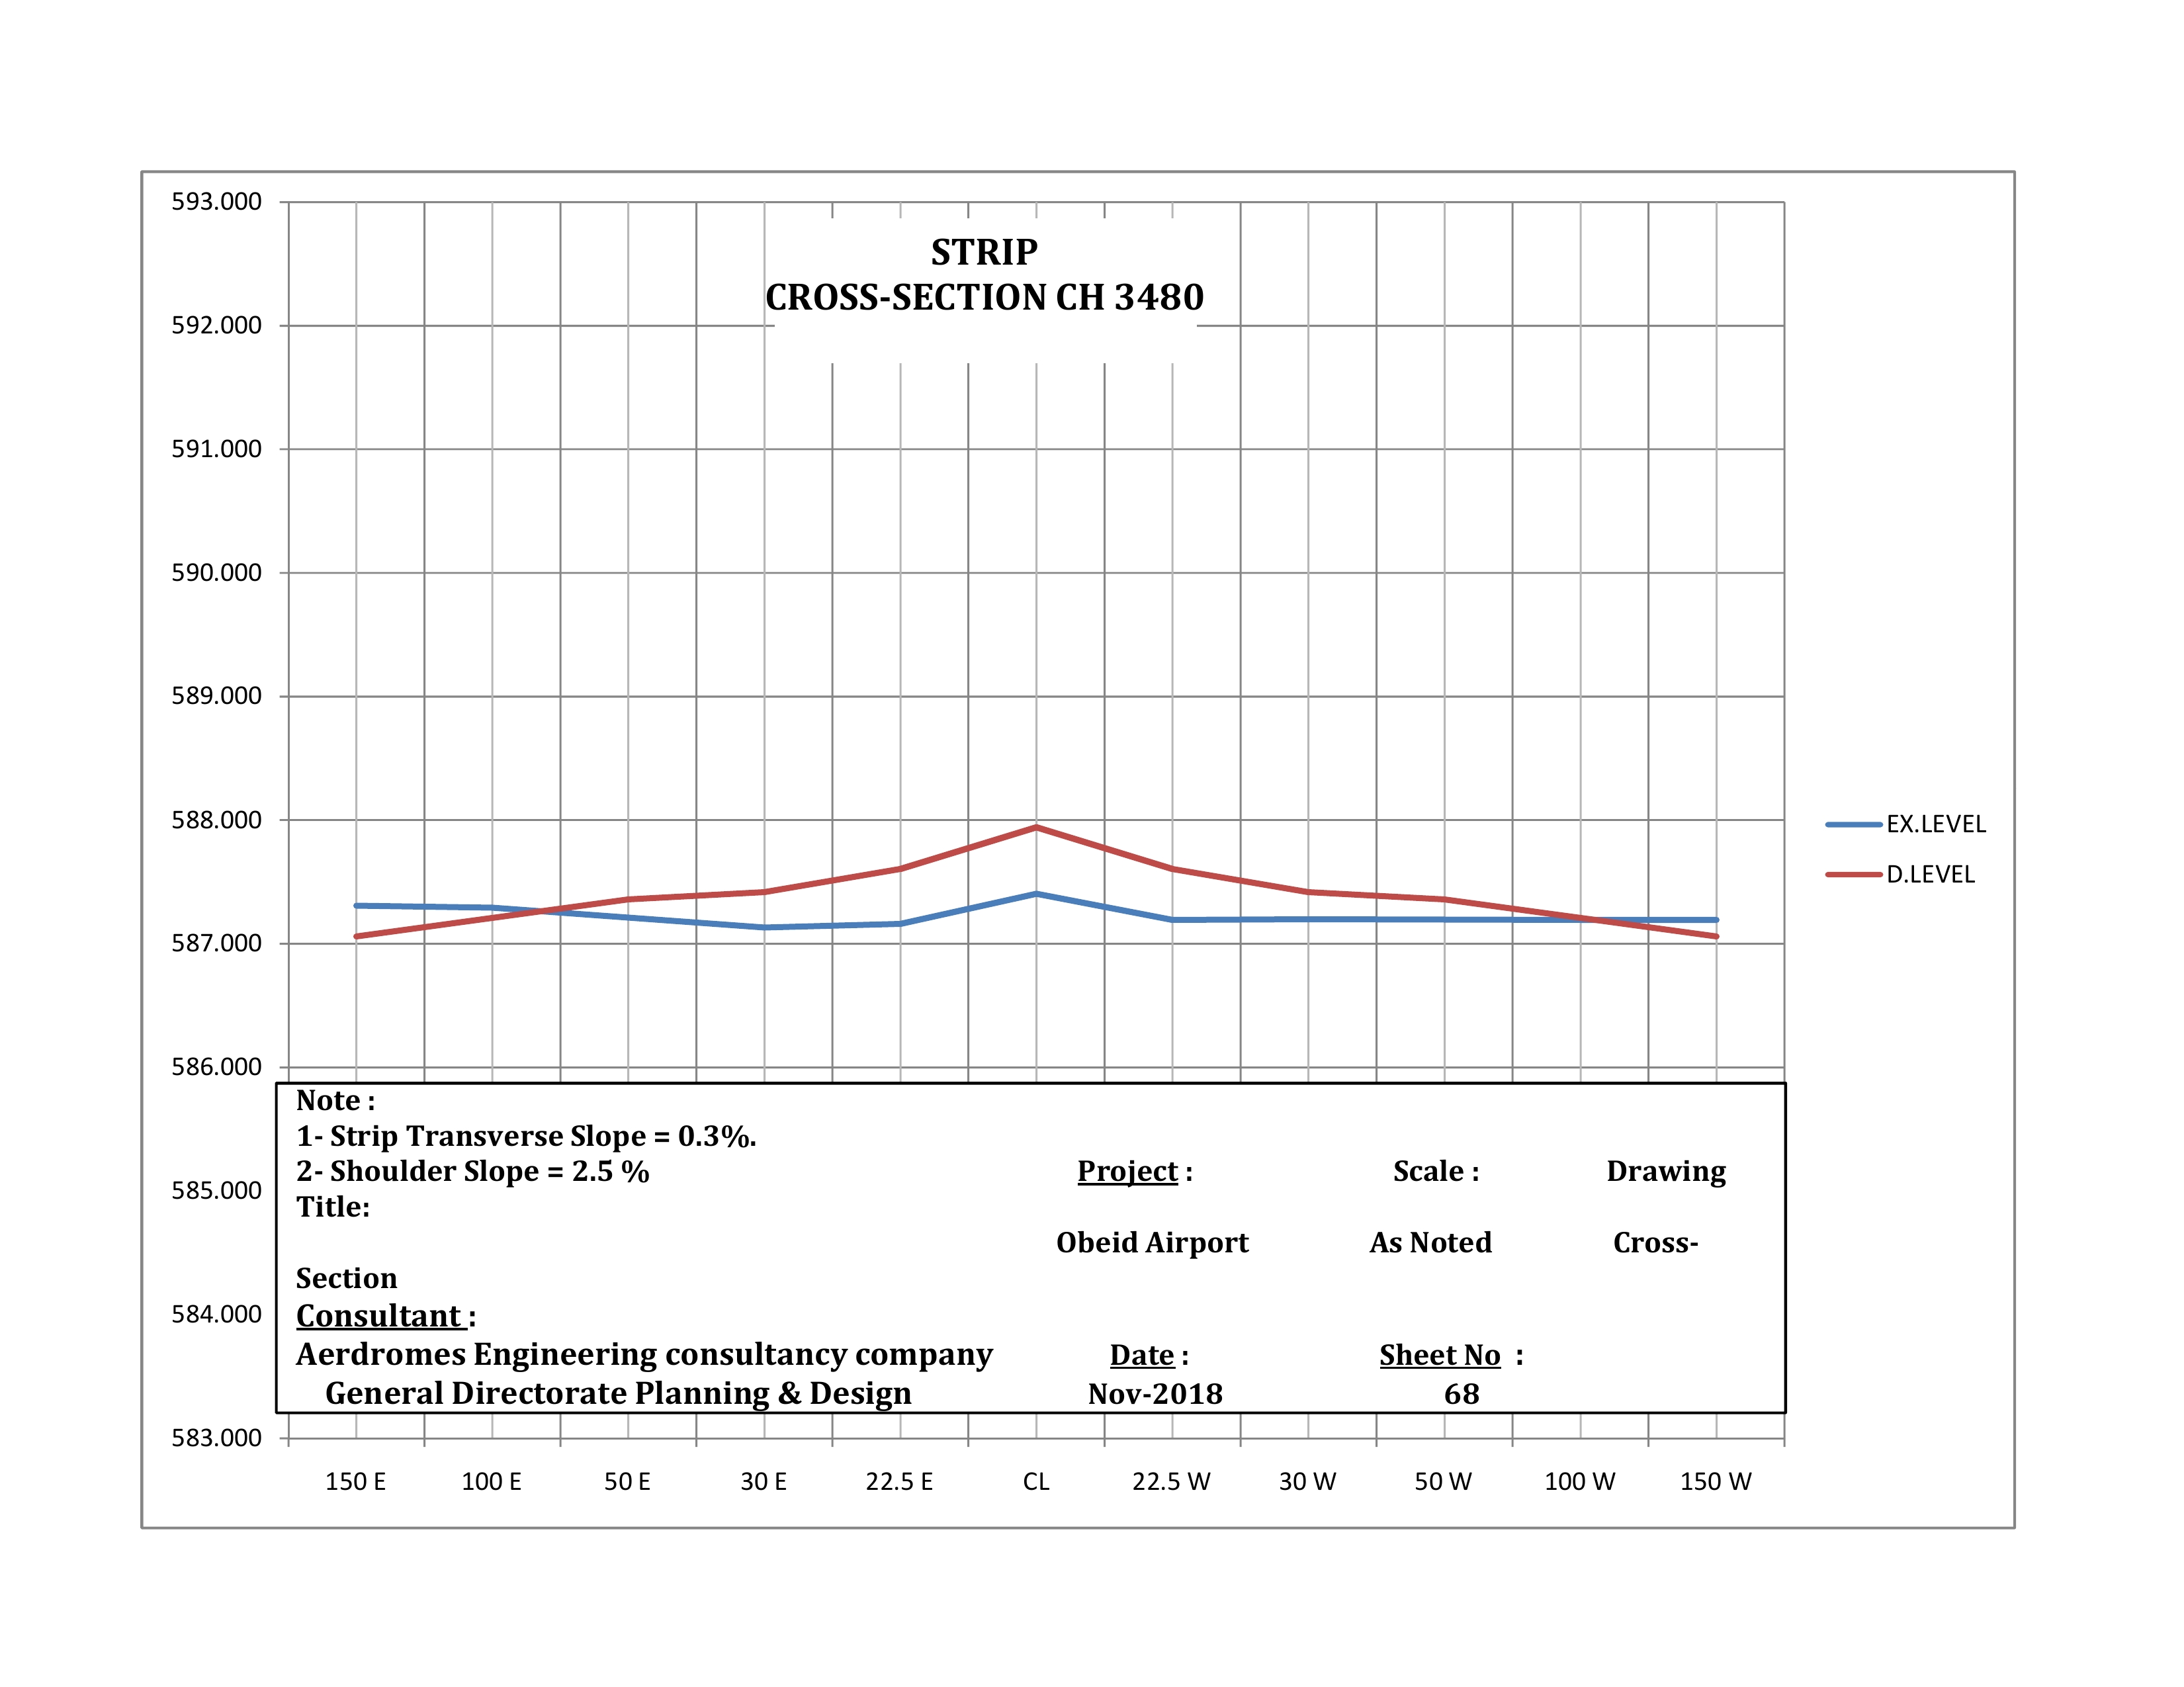 STRIP
CROSS-SECTION CH 3480
593.000
592.000
591.000
590.000
589.000
588.000
587.000
586.000
585.000
584.000
583.000
EX.LEVEL
D.LEVEL
Note :
1- Strip Transverse Slope = 0.3%.
2- Shoulder Slope = 2.5 % Project : Scale : Drawing
Title:
Obeid Airport As Noted Cross-
Section
Consultant :
Aerdromes Engineering consultancy company Date : Sheet No :
General Directorate Planning & Design Nov-2018 68
150 E 100 E 50 E 30 E 22.5 E CL 22.5 W 30 W 50 W 100 W 150 W